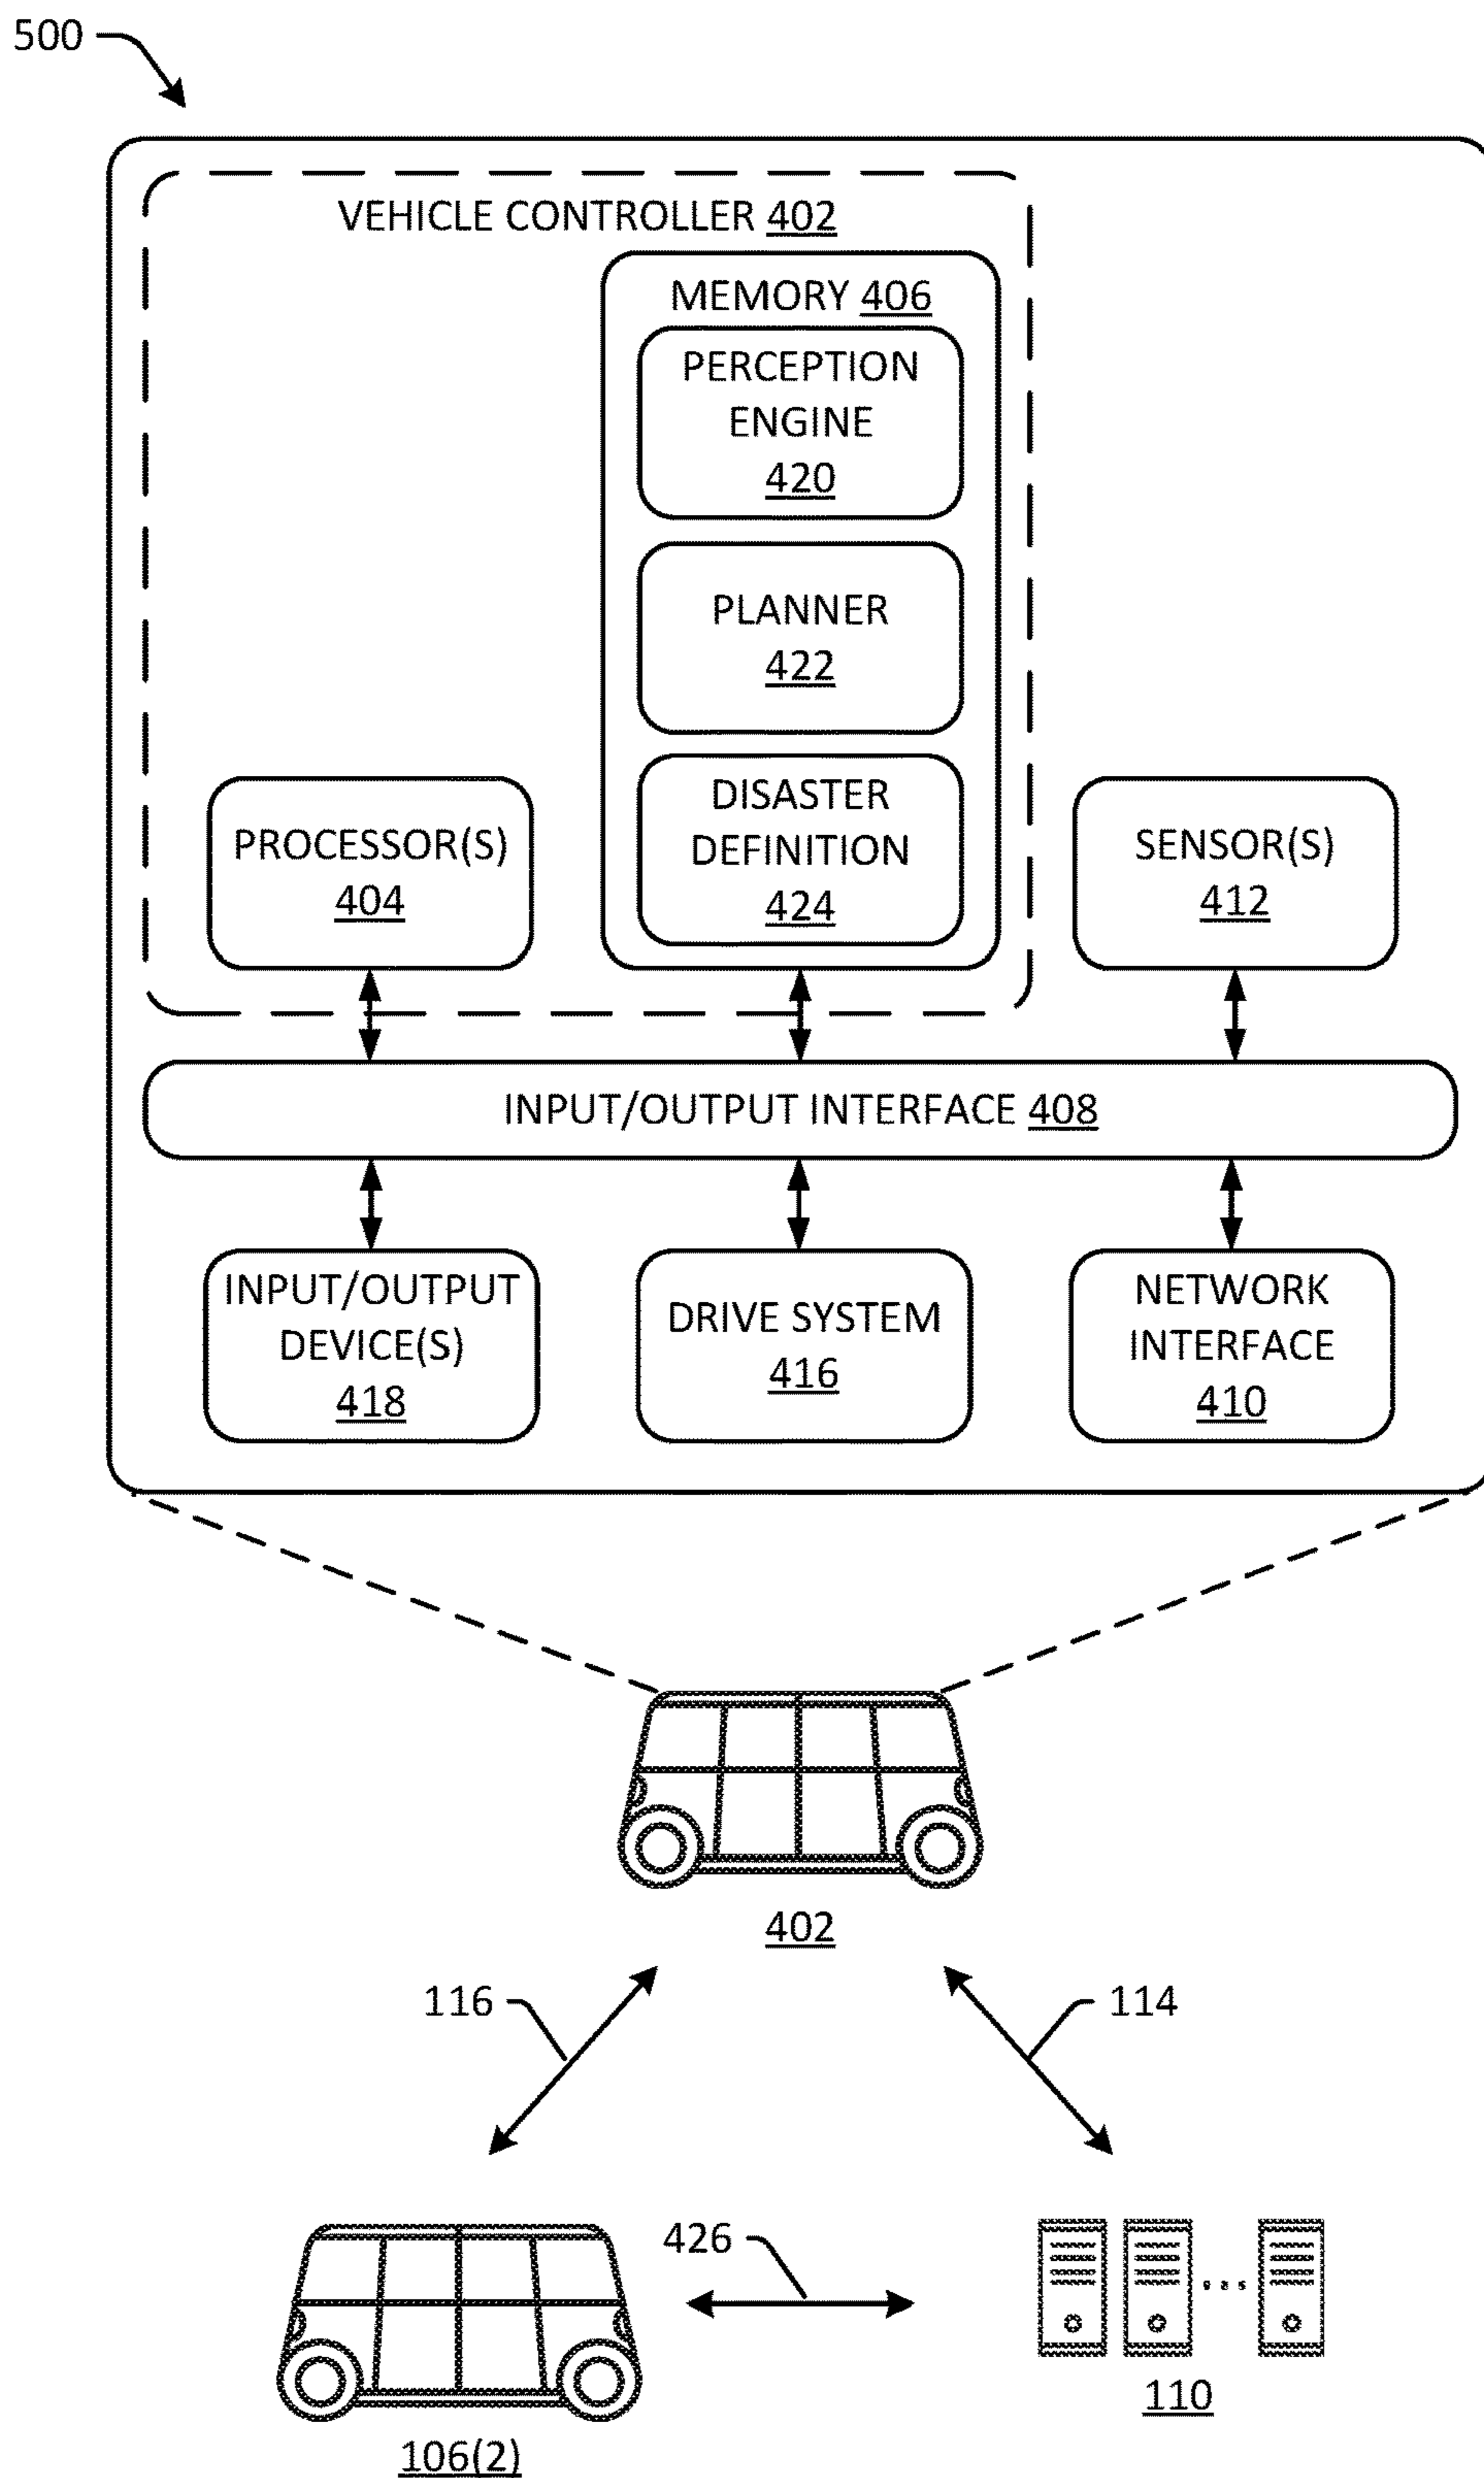 500
VEHICLE CONTROLLER 402
MEMORY 406
PERCEPTION
ENGINE
420
PLANNER
422
DISASTER
DEFINITION
424
PROCESSOR(S)
404
SENSOR(S)
412
INPUT/OUTPUT INTERFACE 408
INPUT/OUTPUT
DEVICE(S)
418
DRIVE SYSTEM
416
NETWORK
INTERFACE
410
402
116
114
426
106(2)
110